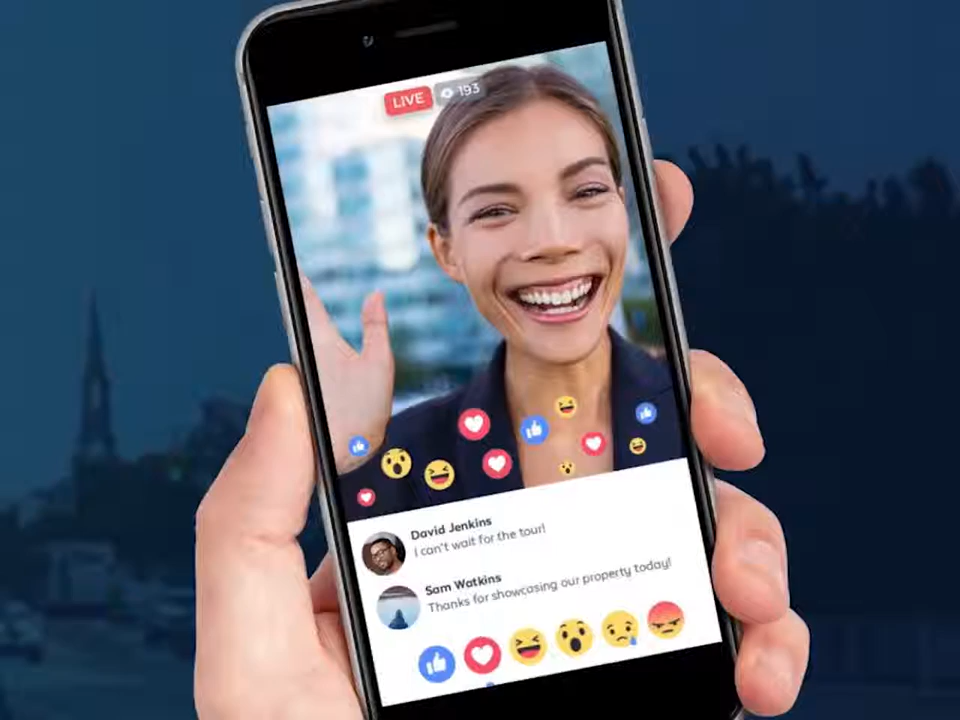 LIVE 193
David Jenkins
I can't wait for the tour!
Sam Watkins
Thanks for showcasing our property today!